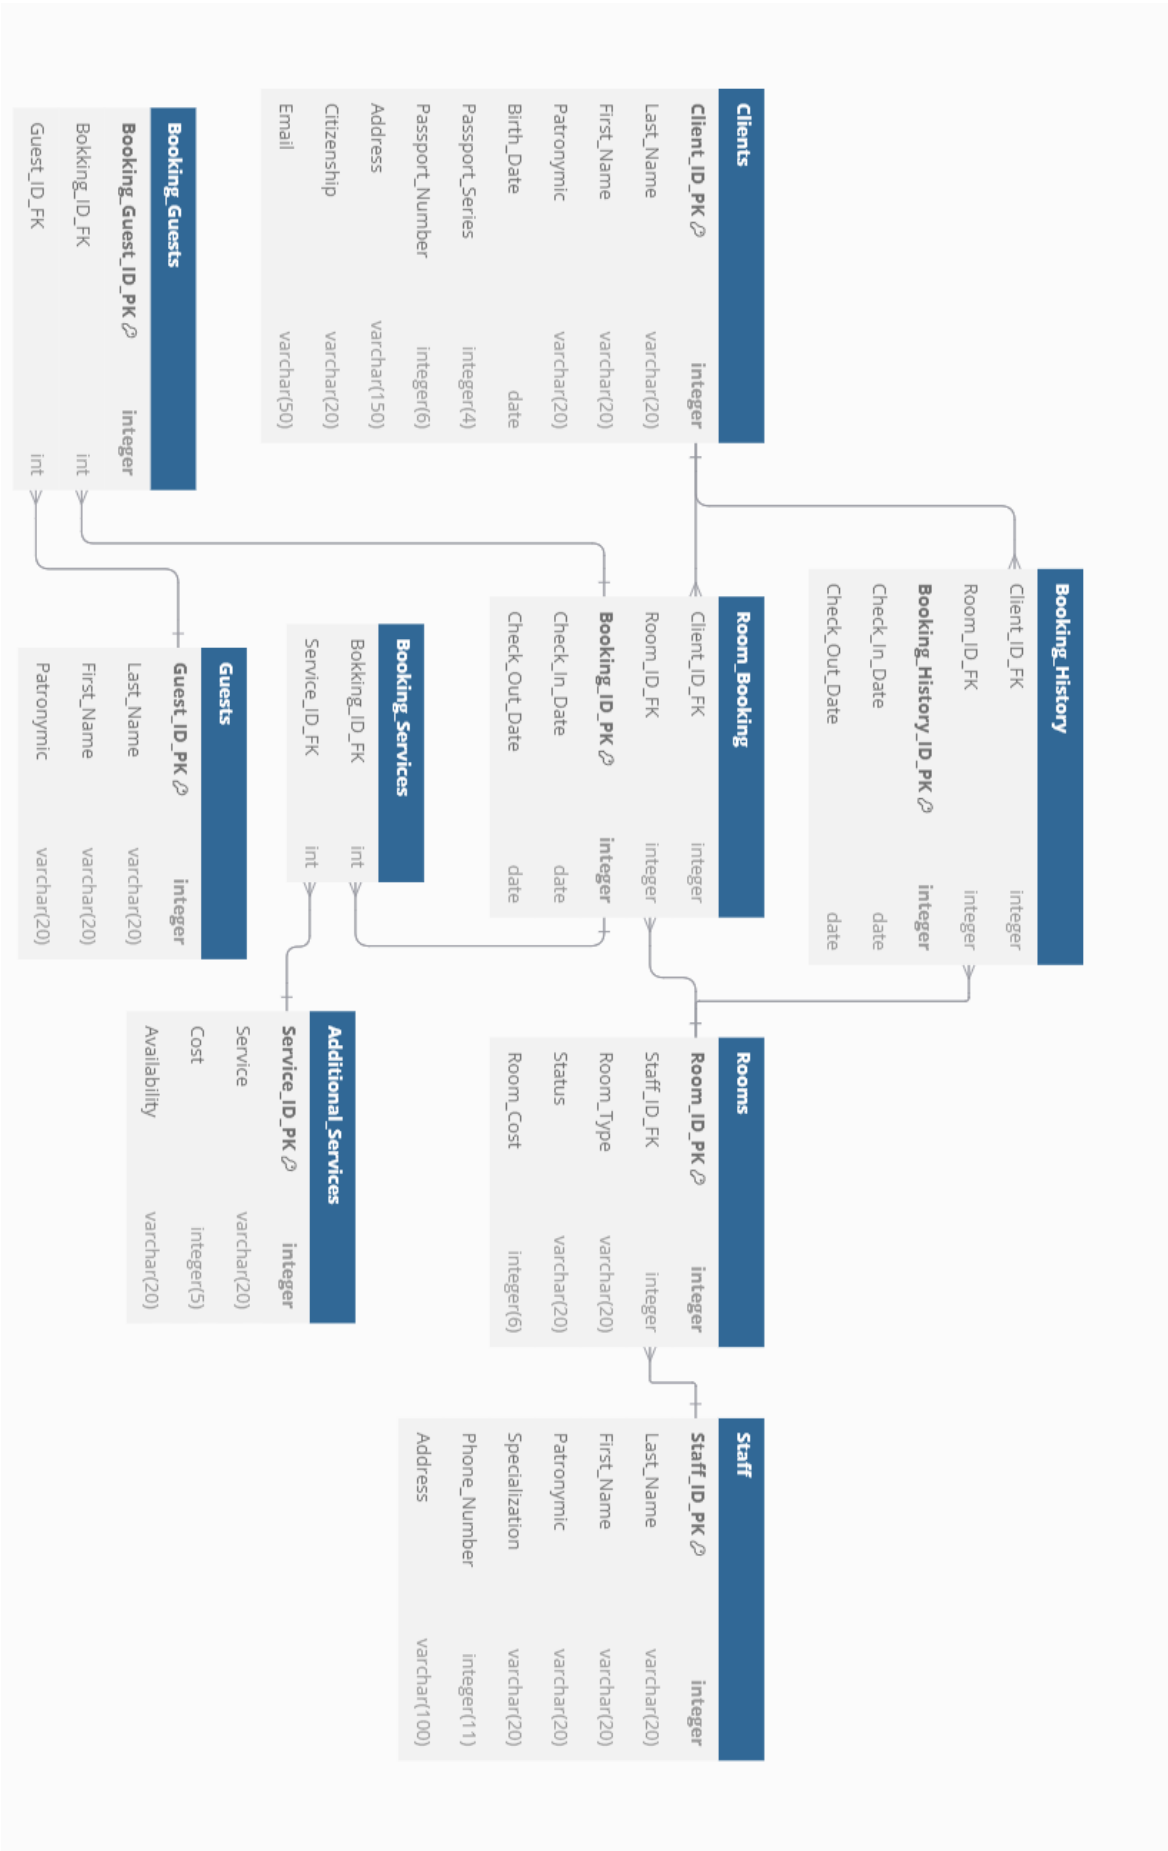 Booking_History
Client_ID_FK integer
Room_ID_FK integer
Booking_History_ID_PK integer
Check_In_Date date
Check_Out_Date date
Clients
Client_ID_PK integer
Last_Name varchar(20)
First_Name varchar(20)
Patronymic varchar(20)
Birth_Date date
Passport_Series integer(4)
Passport_Number integer(6)
Address varchar(150)
Citizenship varchar(20)
Email varchar(50)
Room_Booking
Client_ID_FK integer
Room_ID_FK integer
Booking_ID_PK integer
Check_In_Date date
Check_Out_Date date
Rooms
Room_ID_PK integer
Staff_ID_FK integer
Room_Type varchar(20)
Status varchar(20)
Room_Cost integer(6)
Staff
Staff_ID_PK integer
Last_Name varchar(20)
First_Name varchar(20)
Patronymic varchar(20)
Specialization varchar(20)
Phone_Number integer(11)
Address varchar(100)
Booking_Services
Bokking_ID_FK int
Service_ID_FK int
Additional_Services
Service_ID_PK integer
Service varchar(20)
Cost integer(5)
Availability varchar(20)
Booking_Guests
Booking_Guest_ID_PK integer
Bokking_ID_FK int
Guest_ID_FK int
Guests
Guest_ID_PK integer
Last_Name varchar(20)
First_Name varchar(20)
Patronymic varchar(20)